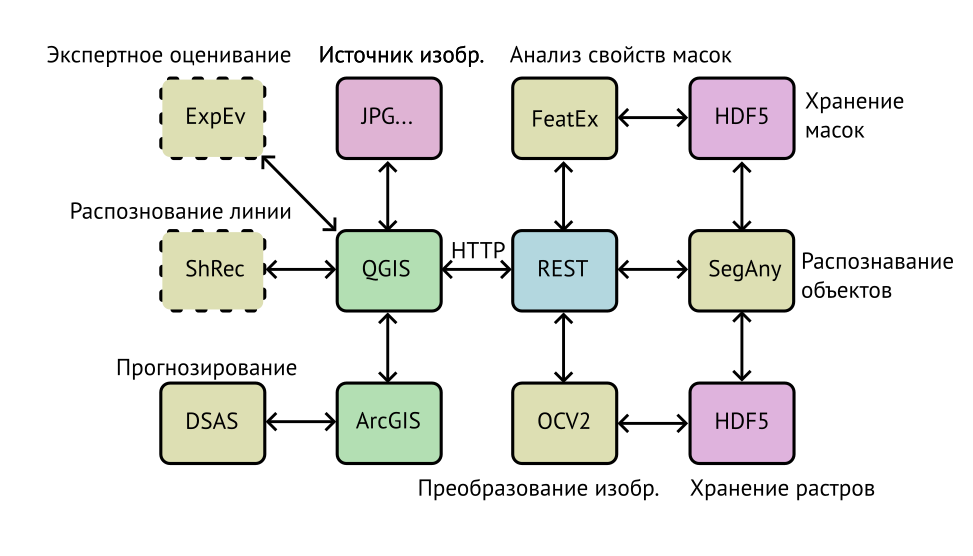 Экспертное оценивание
Источник изобр.
Анализ свойств масок
ExpEv
JPG...
FeatEx
HDF5
Хранение
масок
Распознование линии
HTTP
ShRec
QGIS
REST
SegAny
Распознавание
объектов
Прогнозирование
DSAS
ArcGIS
OCV2
HDF5
Преобразование изобр.
Хранение растров